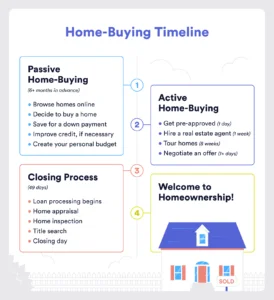 Home-Buying Timeline
Passive
Home-Buying
(6+ months in advance)
Browse homes online
Decide to buy a home
Save for a down payment
Improve credit, if necessary
Create your personal budget
1
Active
Home-Buying
Get pre-approved (1 day)
Hire a real estate agent (1 week)
Tour homes (8 weeks)
Negotiate an offer (1+ days)
2
Closing Process
(49 days)
Loan processing begins
Home appraisal
Home inspection
Title search
Closing day
3
Welcome to
Homeownership!
4
SOLD